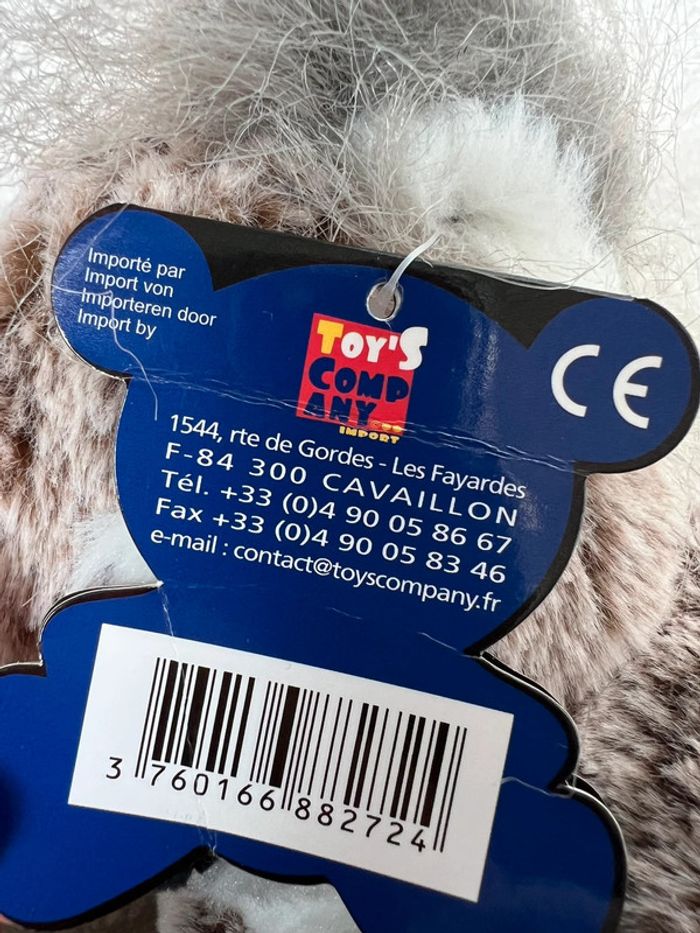 Importé par
Import von
Importeren door
Import by
TOY'S
COMP
ANY
IMPORT
CE
1544, rte de Gordes - Les Fayardes
F-84 300 CAVAILLON
Tél. +33 (0)4 90 05 86 67
Fax +33 (0)4 90 05 83 46
e-mail : contact@toyscompany.fr
3 760166 882724